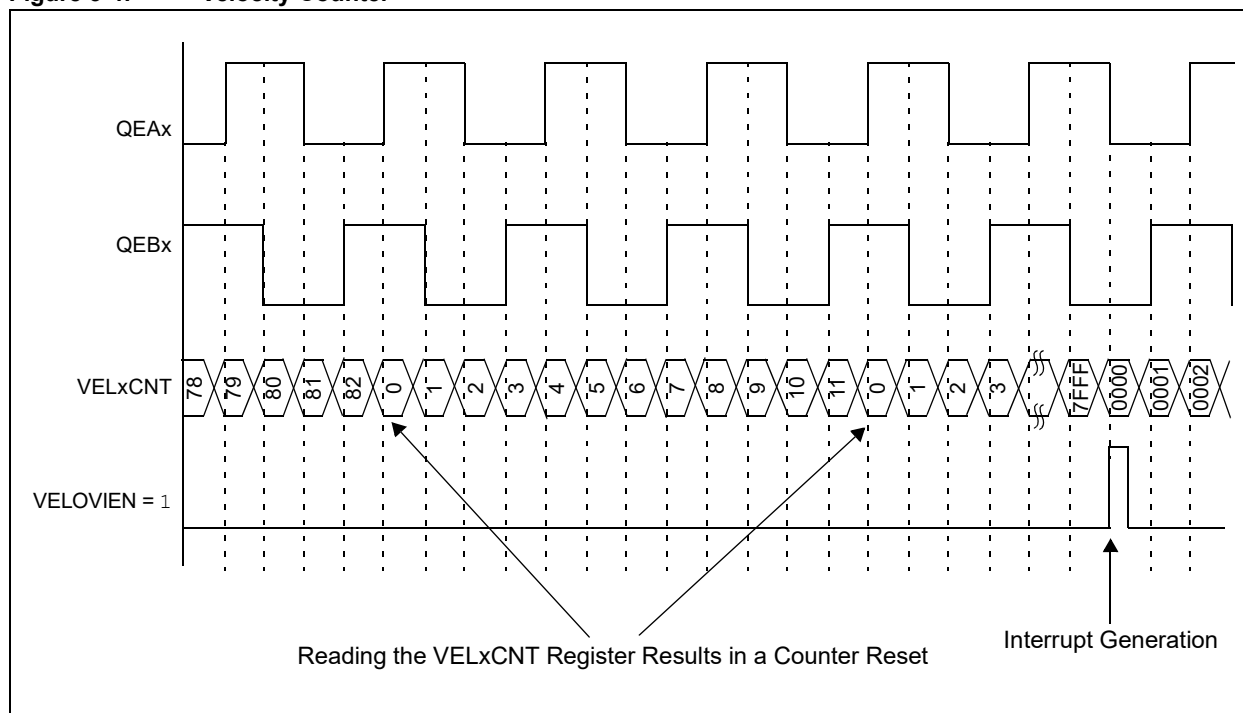 Figure Velocity Counter
QEAx
QEBx
VELxCNT
78 79 80 81 82 0 1 2 3 4 5 6 7 8 9 10 11 0 1 2 3 7FFF 0000 0001 0002
VELOVIEN = 1
Reading the VELxCNT Register Results in a Counter Reset
Interrupt Generation